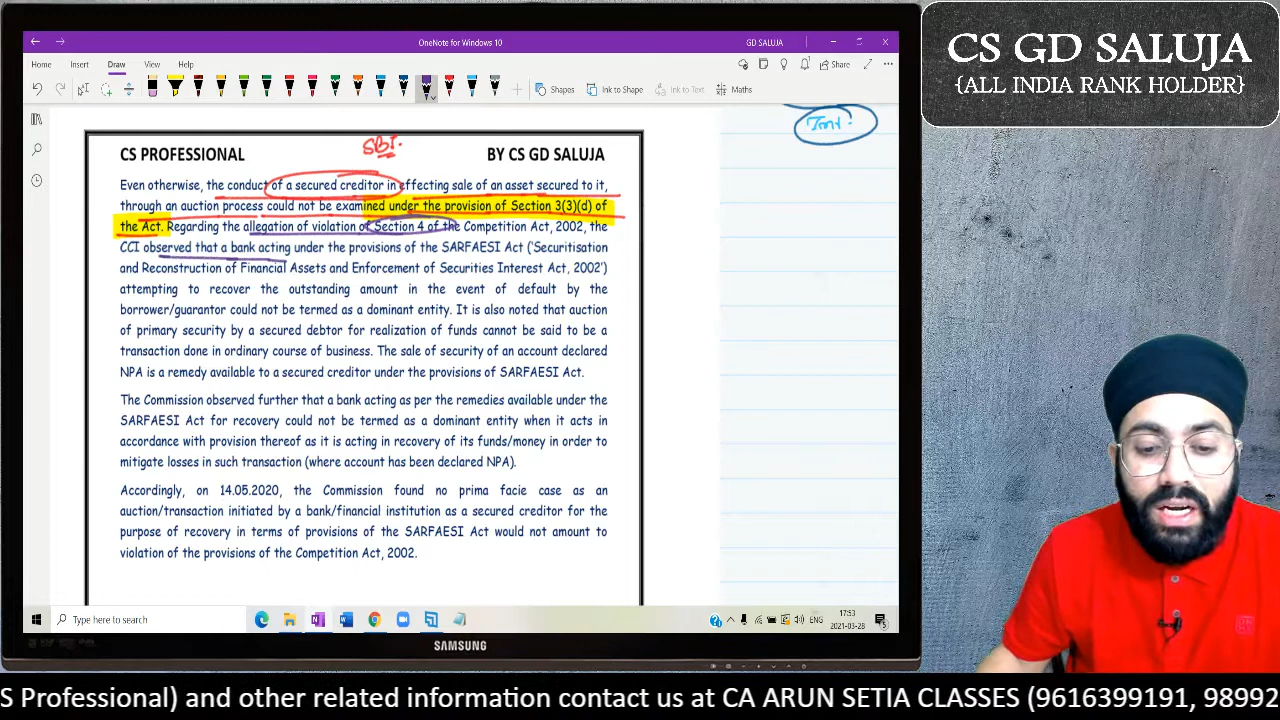 CS GD SALUJA
{ALL INDIA RANK HOLDER}
OneNote for Windows 10
GD SALUJA
Home Insert Draw View Help
Share
Shapes Ink to Shape Ink to Text Maths
Imt.
SBI.
CS PROFESSIONAL BY CS GD SALUJA
Even otherwise, the conduct of a secured creditor in effecting sale of an asset secured to it,
through an auction process could not be examined under the provision of Section 3(3)(d) of
the Act. Regarding the allegation of violation of Section 4 of the Competition Act, 2002, the
CCI observed that a bank acting under the provisions of the SARFAESI Act ('Securitisation
and Reconstruction of Financial Assets and Enforcement of Securities Interest Act, 2002')
attempting to recover the outstanding amount in the event of default by the
borrower/guarantor could not be termed as a dominant entity. It is also noted that auction
of primary security by a secured debtor for realization of funds cannot be said to be a
transaction done in ordinary course of business. The sale of security of an account declared
NPA is a remedy available to a secured creditor under the provisions of SARFAESI Act.
The Commission observed further that a bank acting as per the remedies available under the
SARFAESI Act for recovery could not be termed as a dominant entity when it acts in
accordance with provision thereof as it is acting in recovery of its funds/money in order to
mitigate losses in such transaction (where account has been declared NPA).
Accordingly, on 14.05.2020, the Commission found no prima facie case as an
auction/transaction initiated by a bank/financial institution as a secured creditor for the
purpose of recovery in terms of provisions of the SARFAESI Act would not amount to
violation of the provisions of the Competition Act, 2002.
Type here to search
ENG
17:53
2021-03-28
SAMSUNG
S Professional) and other related information contact us at CA ARUN SETIA CLASSES (9616399191, 98992